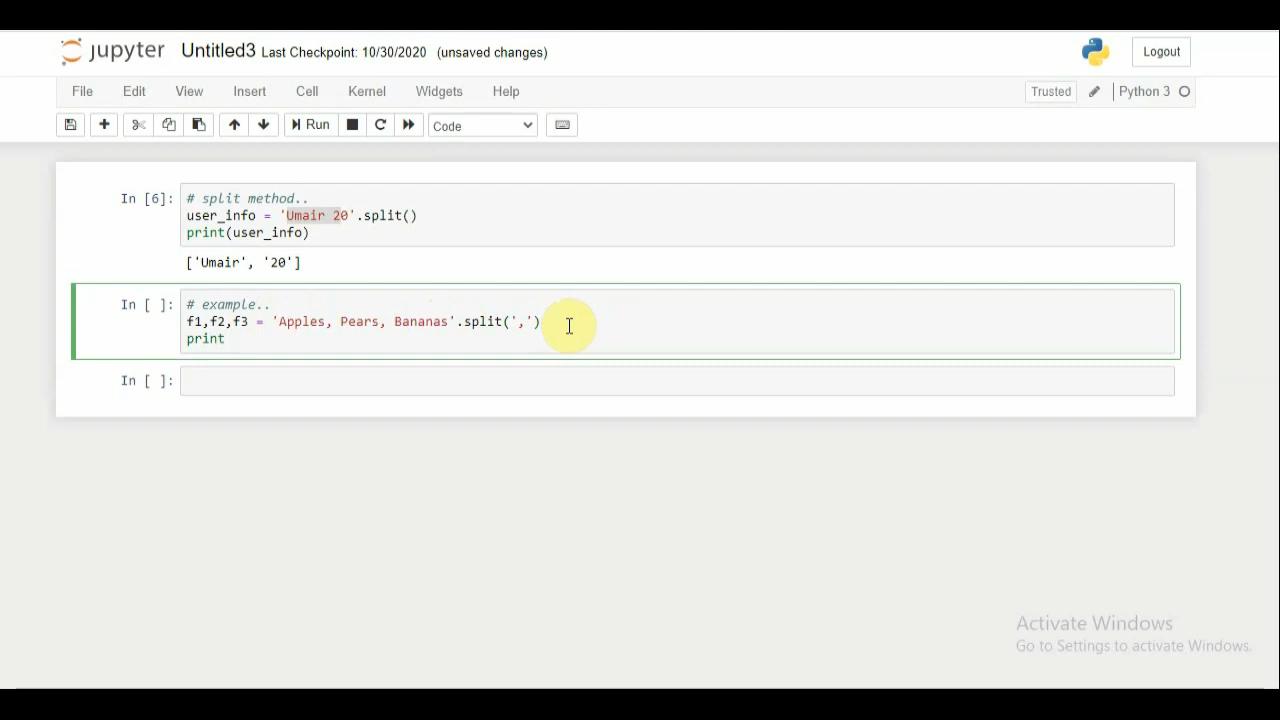 jupyter Untitled3 Last Checkpoint: 10/30/2020 (unsaved changes) Logout
File Edit View Insert Cell Kernel Widgets Help Trusted Python 3
Run Code
In [6]: # split method..
user_info = 'Umair 20'.split()
print(user_info)
['Umair', '20']
In [ ]: # example..
f1,f2,f3 = 'Apples, Pears, Bananas'.split(',')
print
In [ ]:
Activate Windows
Go to Settings to activate Windows.